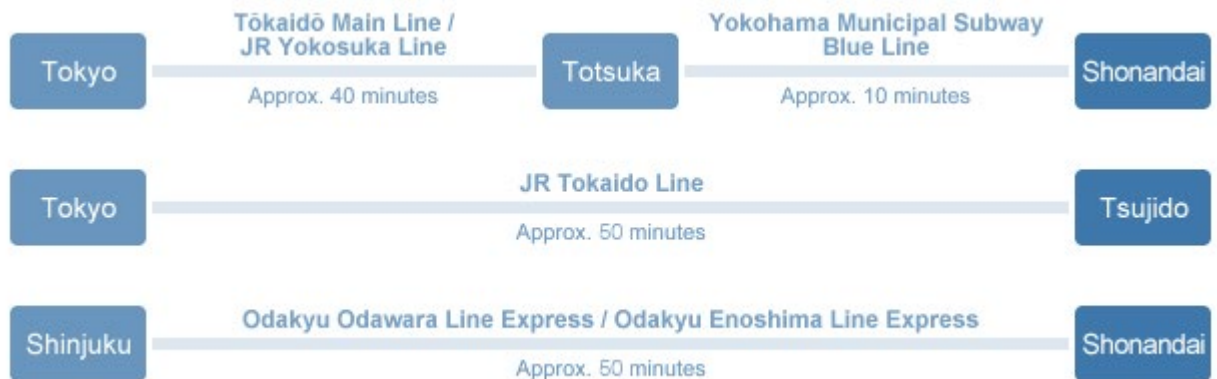 Tōkaidō Main Line /
JR Yokosuka Line
Yokohama Municipal Subway
Blue Line
Tokyo
Totsuka
Shonandai
Approx. 40 minutes
Approx. 10 minutes
JR Tokaido Line
Tokyo
Tsujido
Approx. 50 minutes
Odakyu Odawara Line Express / Odakyu Enoshima Line Express
Shinjuku
Shonandai
Approx. 50 minutes